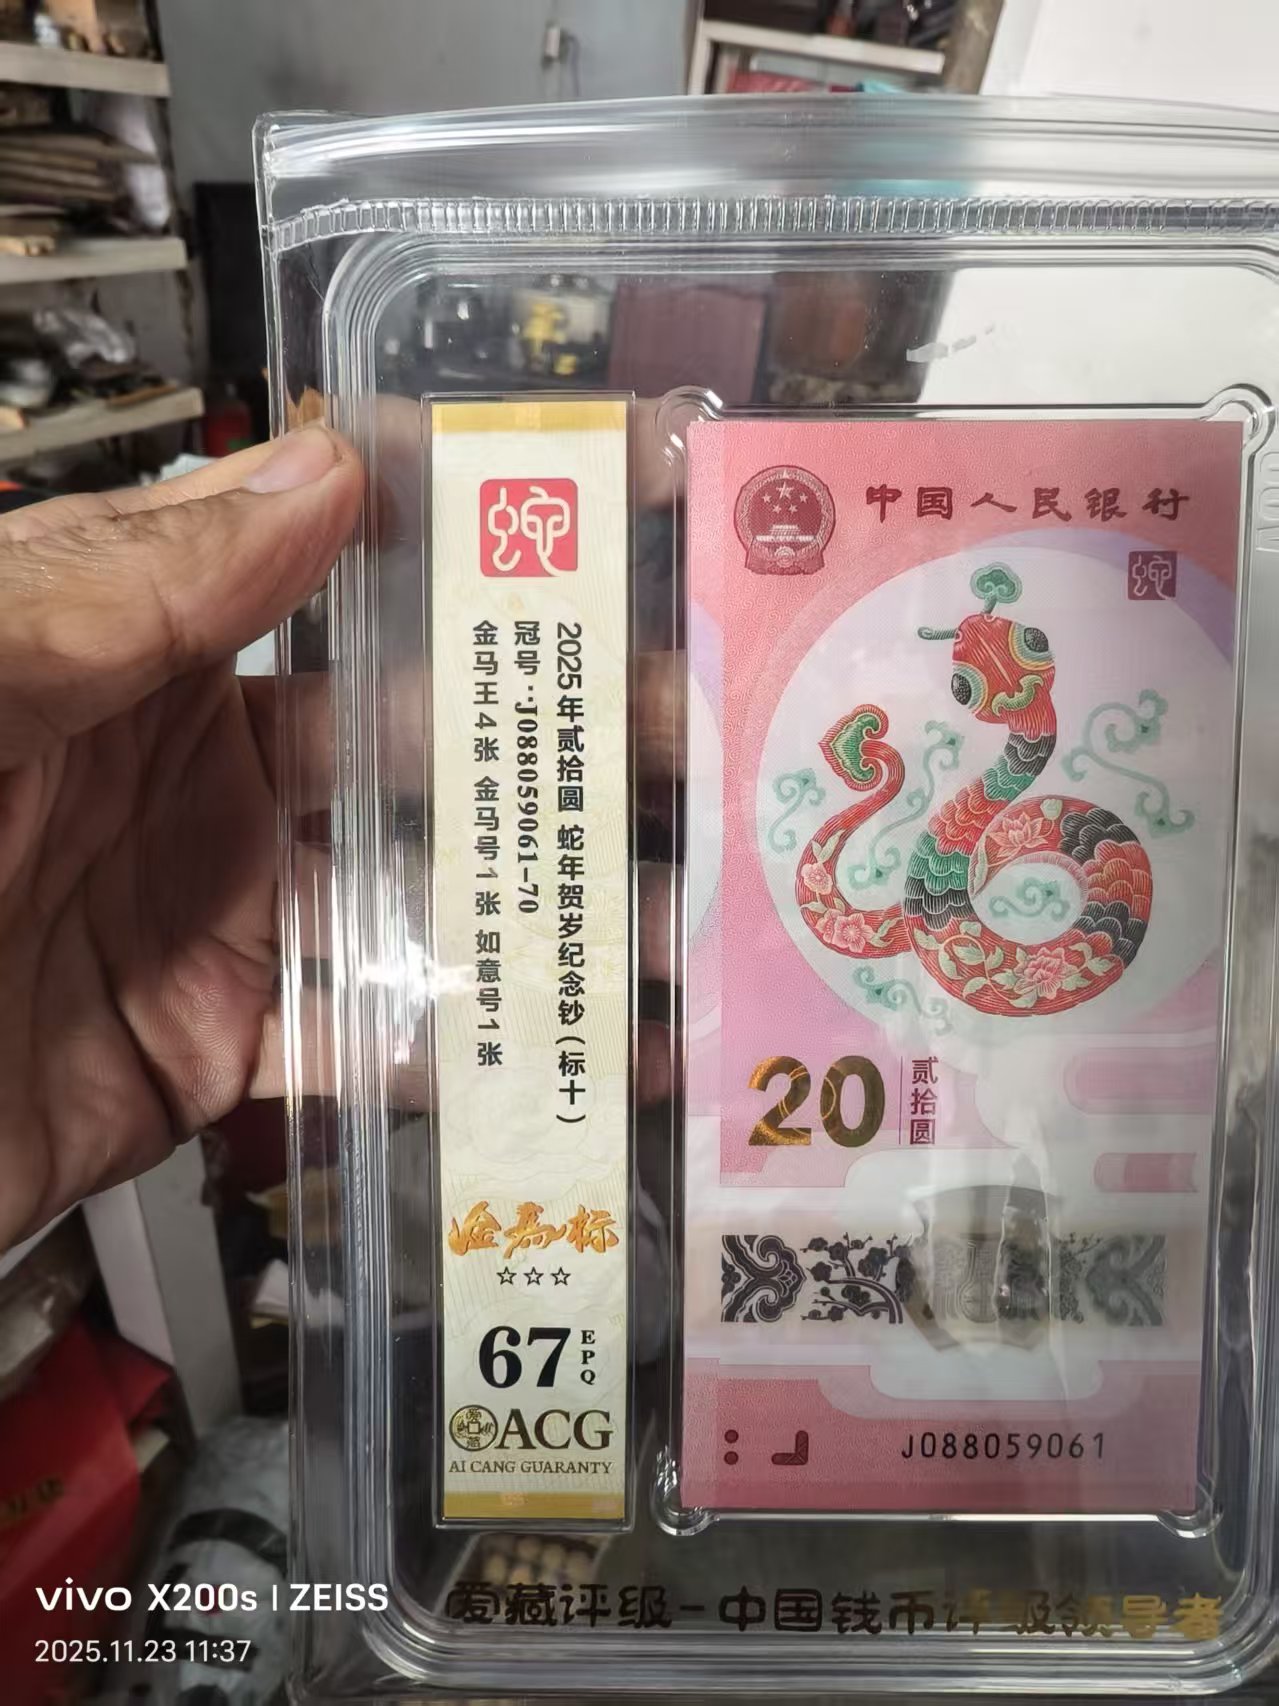 蛇
2025年贰拾圆 蛇年贺岁纪念钞（标十）
冠号：J088059061-70
金马王4张 金马号1张 如意号1张
金马标
☆☆☆
67 EPQ
ACG
AI CANG GUARANTY
中国人民银行
蛇
20 贰拾圆
J088059061
爱藏评级-中国钱币评级领导者
vivo X200s | ZEISS
2025.11.23 11:37